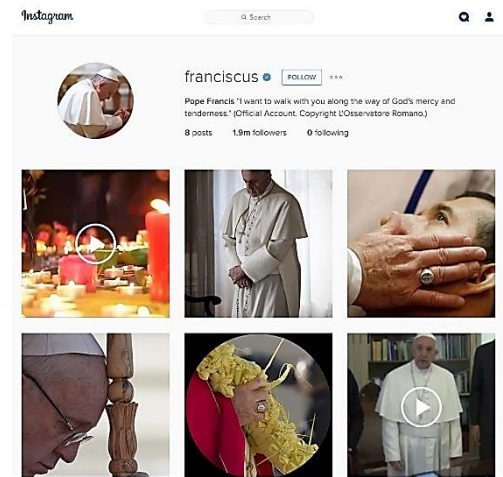 Instagram
Search
franciscus FOLLOW
Pope Francis "I want to walk with you along the way of God's mercy and
tenderness." (Official Account. Copyright L'Osservatore Romano.)
8 posts 1.9m followers 0 following